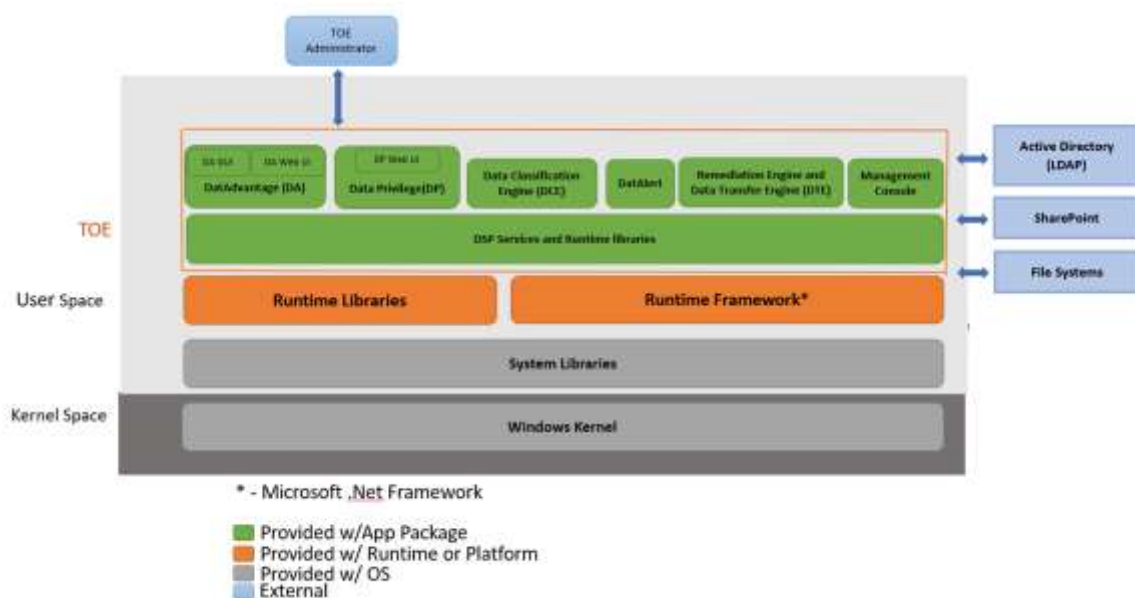 TOE
Administrator
DA GUI
DA Web UI
DatAdvantage (DA)
DP Web UI
Data Privilege(DP)
Data Classification
Engine (DCE)
DatAlert
Remediation Engine and
Data Transfer Engine (DTE)
Management
Console
DSP Services and Runtime libraries
Active Directory
(LDAP)
SharePoint
File Systems
TOE
User Space
Runtime Libraries
Runtime Framework*
System Libraries
Kernel Space
Windows Kernel
* - Microsoft .Net Framework
Provided w/App Package
Provided w/ Runtime or Platform
Provided w/ OS
External